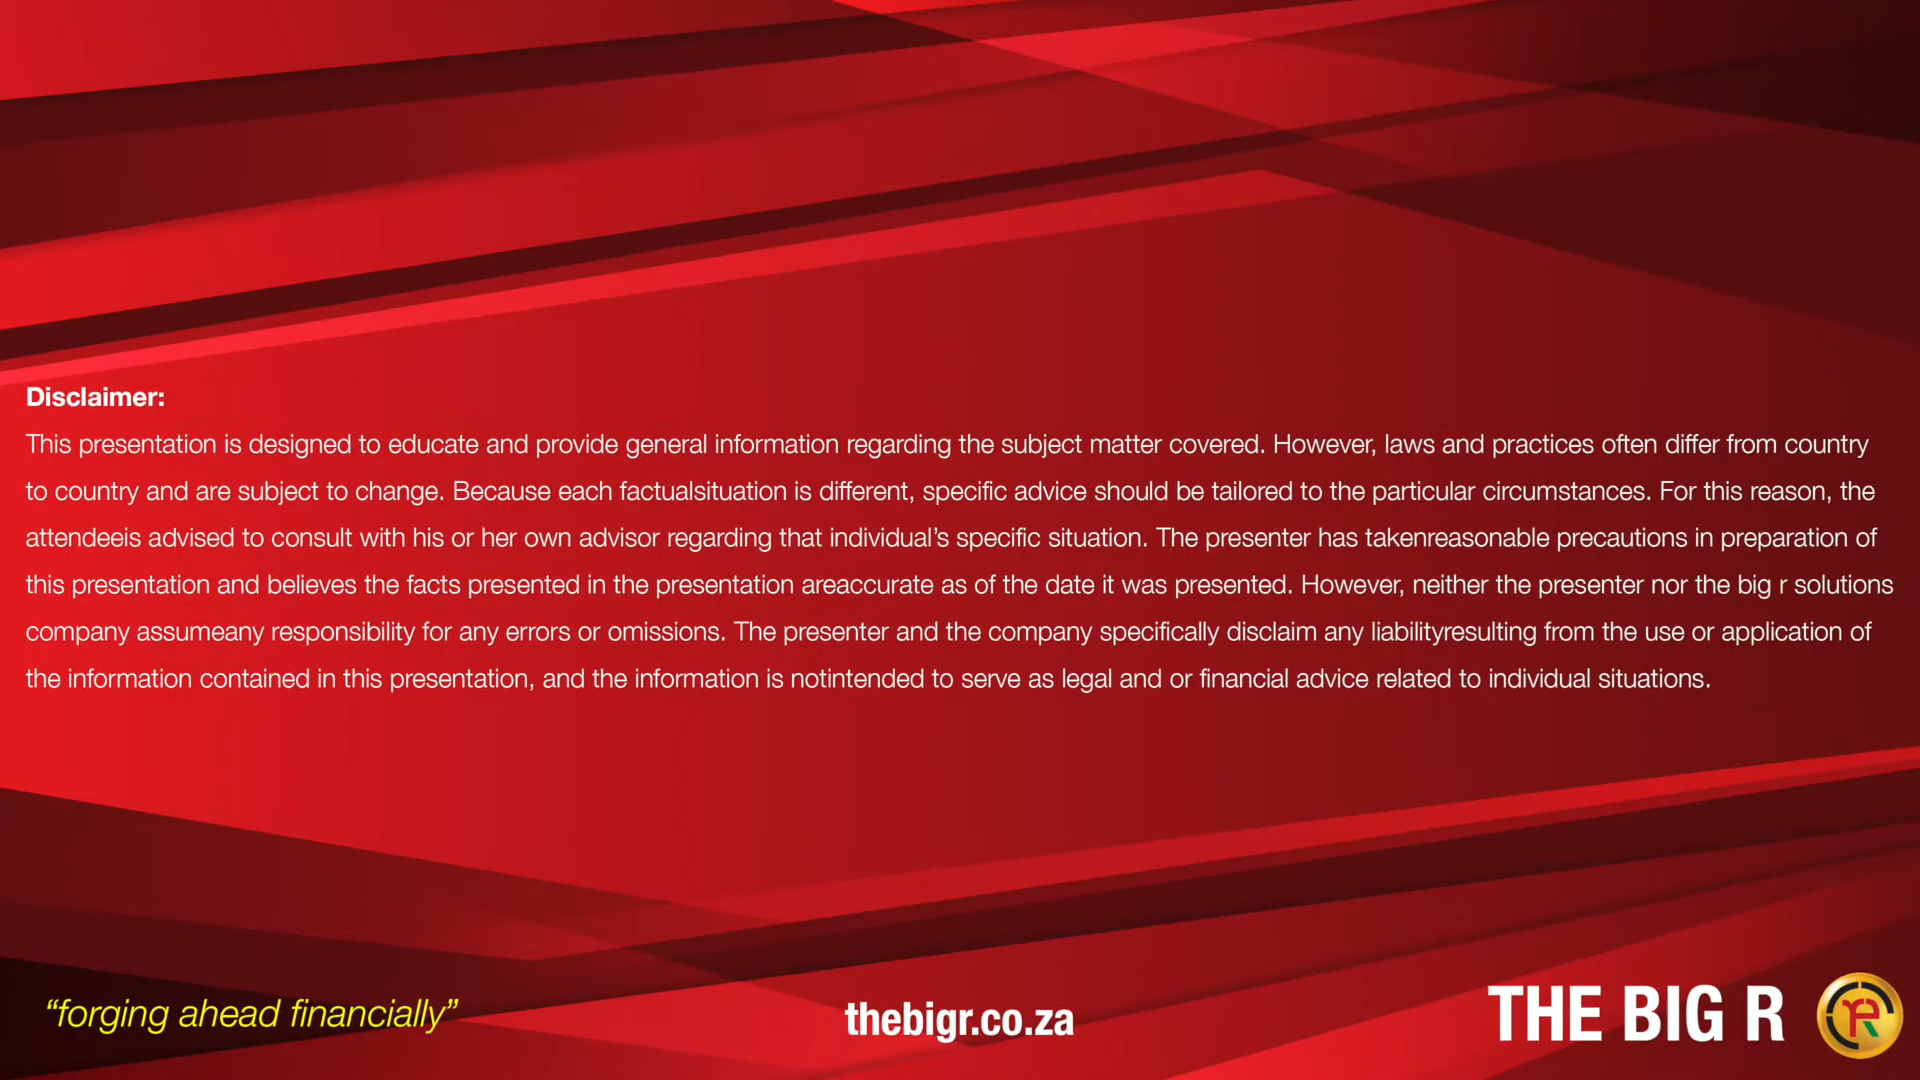 Disclaimer:
This presentation is designed to educate and provide general information regarding the subject matter covered. However, laws and practices often differ from country
to country and are subject to change. Because each factualsituation is different, specific advice should be tailored to the particular circumstances. For this reason, the
attendeeis advised to consult with his or her own advisor regarding that individual’s specific situation. The presenter has takenreasonable precautions in preparation of
this presentation and believes the facts presented in the presentation areaccurate as of the date it was presented. However, neither the presenter nor the big r solutions
company assumeany responsibility for any errors or omissions. The presenter and the company specifically disclaim any liabilityresulting from the use or application of
the information contained in this presentation, and the information is notintended to serve as legal and or financial advice related to individual situations.
“forging ahead financially”
thebigr.co.za
THE BIG R